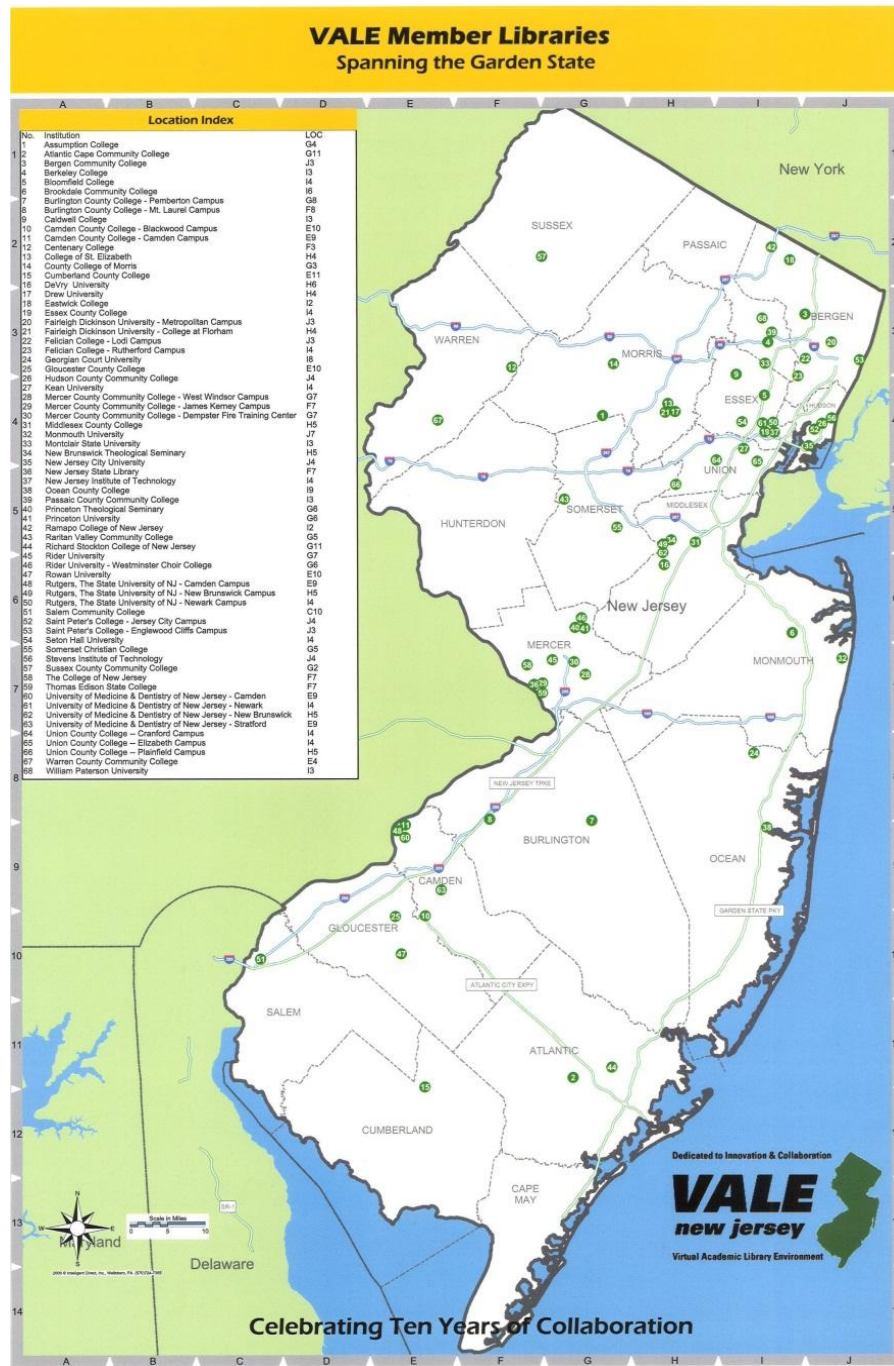 VALE Member Libraries
Spanning the Garden State
A B C D E F G H I J
Location Index
No. Institution LOC
1 Assumption College G4
2 Atlantic Cape Community College G11
3 Bergen Community College J3
4 Berkeley College I3
5 Bloomfield College I4
6 Brookdale Community College I6
7 Burlington County College - Pemberton Campus G8
8 Burlington County College - Mt. Laurel Campus F8
9 Caldwell College I3
10 Camden County College - Blackwood Campus E10
11 Camden County College - Camden Campus E9
12 Centenary College F3
13 College of St. Elizabeth H4
14 County College of Morris G3
15 Cumberland County College E11
16 DeVry University H6
17 Drew University H4
18 Eastwick College I2
19 Essex County College I4
20 Fairleigh Dickinson University - Metropolitan Campus J3
21 Fairleigh Dickinson University - College at Florham H4
22 Felician College - Lodi Campus J3
23 Felician College - Rutherford Campus I4
24 Georgian Court University I8
25 Gloucester County College E10
26 Hudson County Community College J4
27 Kean University I4
28 Mercer County Community College - West Windsor Campus G7
29 Mercer County Community College - James Kerney Campus F7
30 Mercer County Community College - Dempster Fire Training Center G7
31 Middlesex County College H5
32 Monmouth University J7
33 Montclair State University I3
34 New Brunswick Theological Seminary H5
35 New Jersey City University J4
36 New Jersey State Library F7
37 New Jersey Institute of Technology I4
38 Ocean County College I9
39 Passaic County Community College I3
40 Princeton Theological Seminary G6
41 Princeton University G6
42 Ramapo College of New Jersey I2
43 Raritan Valley Community College G5
44 Richard Stockton College of New Jersey G11
45 Rider University G7
46 Rider University - Westminster Choir College G6
47 Rowan University E10
48 Rutgers, The State University of NJ - Camden Campus E9
49 Rutgers, The State University of NJ - New Brunswick Campus H5
50 Rutgers, The State University of NJ - Newark Campus I4
51 Salem Community College C10
52 Saint Peter's College - Jersey City Campus J4
53 Saint Peter's College - Englewood Cliffs Campus J3
54 Seton Hall University I4
55 Somerset Christian College G5
56 Stevens Institute of Technology J4
57 Sussex County Community College G2
58 The College of New Jersey F7
59 Thomas Edison State College F7
60 University of Medicine & Dentistry of New Jersey - Camden E9
61 University of Medicine & Dentistry of New Jersey - Newark I4
62 University of Medicine & Dentistry of New Jersey - New Brunswick H5
63 University of Medicine & Dentistry of New Jersey - Stratford E9
64 Union County College -- Cranford Campus I4
65 Union County College -- Elizabeth Campus I4
66 Union County College -- Plainfield Campus H5
67 Warren County Community College E4
68 William Paterson University I3
New York
SUSSEX
PASSAIC
BERGEN
WARREN
MORRIS
ESSEX
HUDSON
UNION
SOMERSET
MIDDLESEX
HUNTERDON
New Jersey
MERCER
MONMOUTH
NEW JERSEY TPKE
BURLINGTON
OCEAN
CAMDEN
GARDEN STATE PKY
GLOUCESTER
ATLANTIC CITY EXPY
SALEM
ATLANTIC
CUMBERLAND
CAPE
MAY
Dedicated to Innovation & Collaboration
VALE
new jersey
Virtual Academic Library Environment
SR-1
N
W E
S
Scale in Miles
0 5 10
Maryland
Delaware
Celebrating Ten Years of Collaboration
A B C D E F G H I J